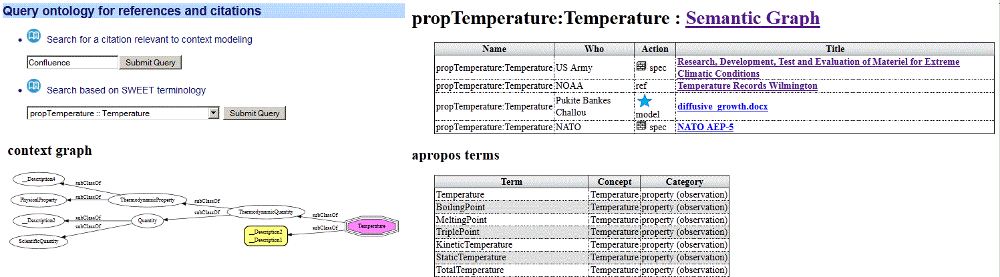 Query ontology for references and citations
Search for a citation relevant to context modeling
Confluence Submit Query
Search based on SWEET terminology
propTemperature :: Temperature Submit Query
context graph
__Description4
subClassOf
PhysicalProperty
subClassOf
ThermodynamicProperty
subClassOf
__Description2
subClassOf
Quantity
subClassOf
ThermodynamicQuantity
subClassOf
subClassOf
ScientificQuantity
__Description2
__Description1
subClassOf
Temperature
propTemperature:Temperature : Semantic Graph
Name Who Action Title
propTemperature:Temperature US Army spec Research, Development, Test and Evaluation of Materiel for Extreme
Climatic Conditions
propTemperature:Temperature NOAA ref Temperature Records Wilmington
propTemperature:Temperature Pukite Bankes
Challou model diffusive_growth.docx
propTemperature:Temperature NATO spec NATO AEP-5
apropos terms
Term Concept Category
Temperature Temperature property (observation)
BoilingPoint Temperature property (observation)
MeltingPoint Temperature property (observation)
TriplePoint Temperature property (observation)
KineticTemperature Temperature property (observation)
StaticTemperature Temperature property (observation)
TotalTemperature Temperature property (observation)